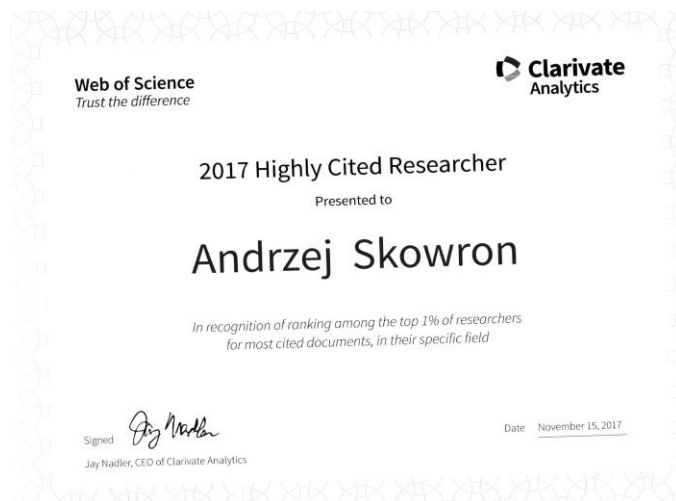 Web of Science
Trust the difference
Clarivate
Analytics
2017 Highly Cited Researcher
Presented to
Andrzej Skowron
In recognition of ranking among the top 1% of researchers
for most cited documents, in their specific field
Signed Jay Nadler
Jay Nadler, CEO of Clarivate Analytics
Date November 15, 2017